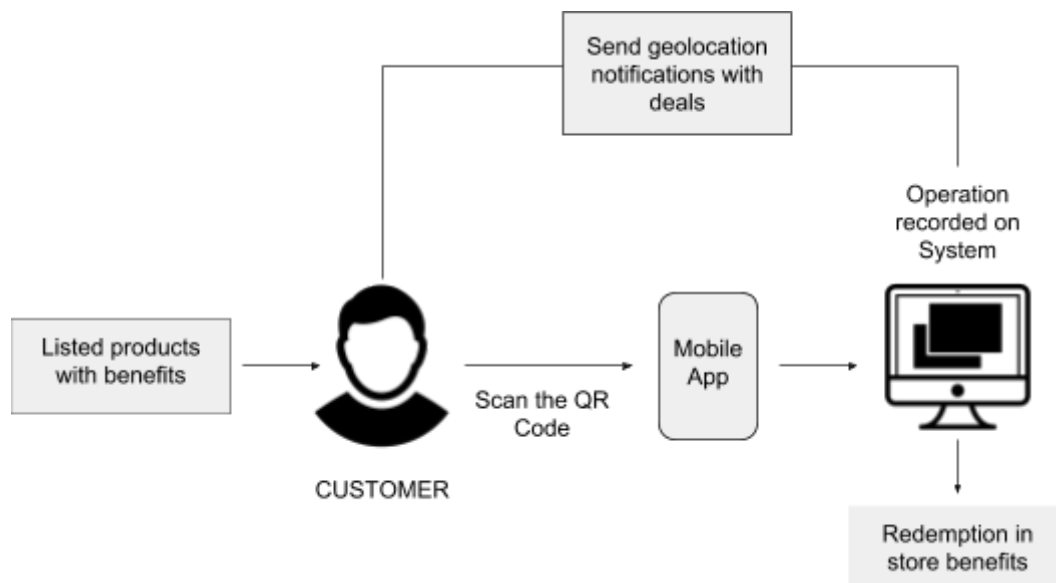 Send geolocation
notifications with
deals
Operation
recorded on
System
Listed products
with benefits
Mobile
App
Scan the QR
Code
CUSTOMER
Redemption in
store benefits